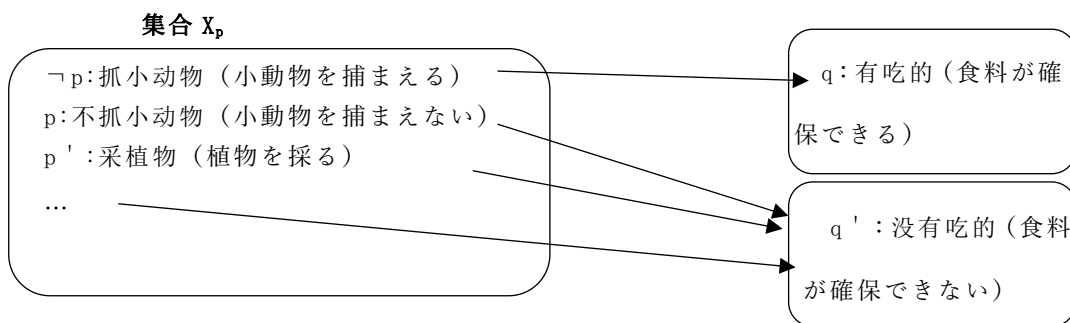 集合 Xₚ
¬p:抓小动物（小動物を捕まえる）
p:不抓小动物（小動物を捕まえない）
p':采植物（植物を採る）
…
q:有吃的(食料が確
保できる）
q':没有吃的(食料
が確保できない）